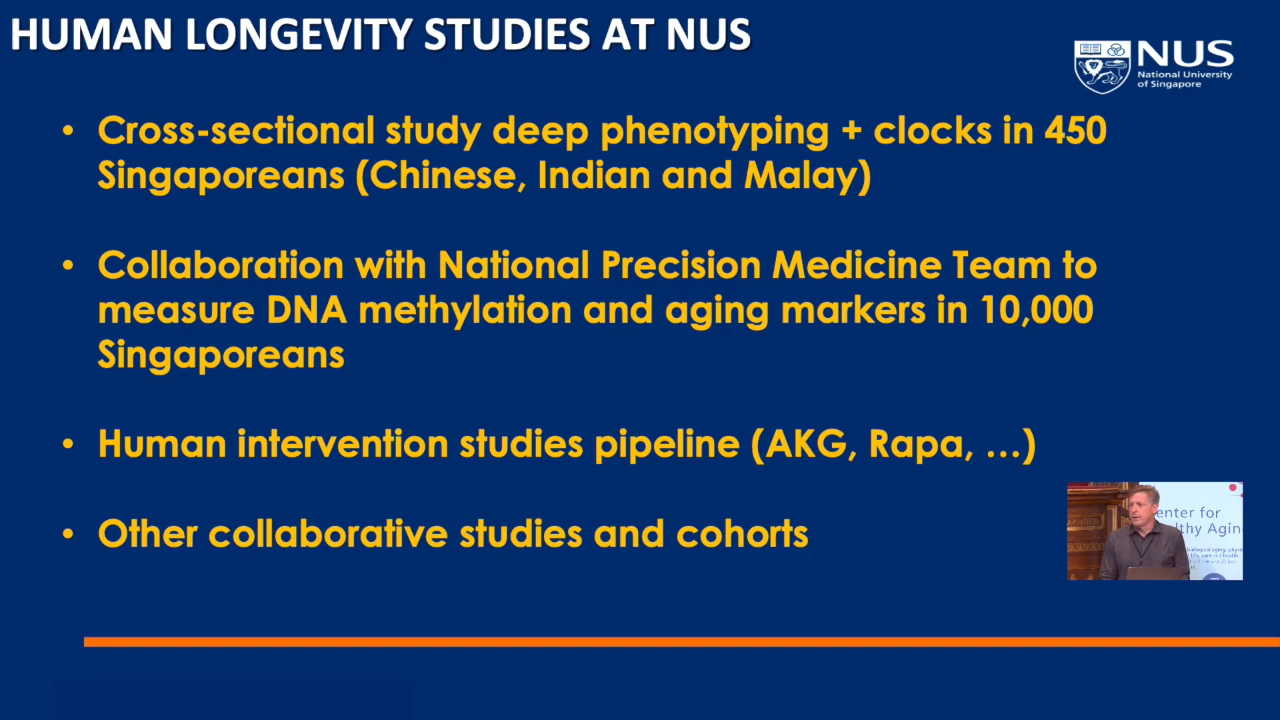 HUMAN LONGEVITY STUDIES AT NUS
NUS
National University
of Singapore
• Cross-sectional study deep phenotyping + clocks in 450
Singaporeans (Chinese, Indian and Malay)
• Collaboration with National Precision Medicine Team to
measure DNA methylation and aging markers in 10,000
Singaporeans
• Human intervention studies pipeline (AKG, Rapa, ...)
• Other collaborative studies and cohorts
enter for
lthy Agin